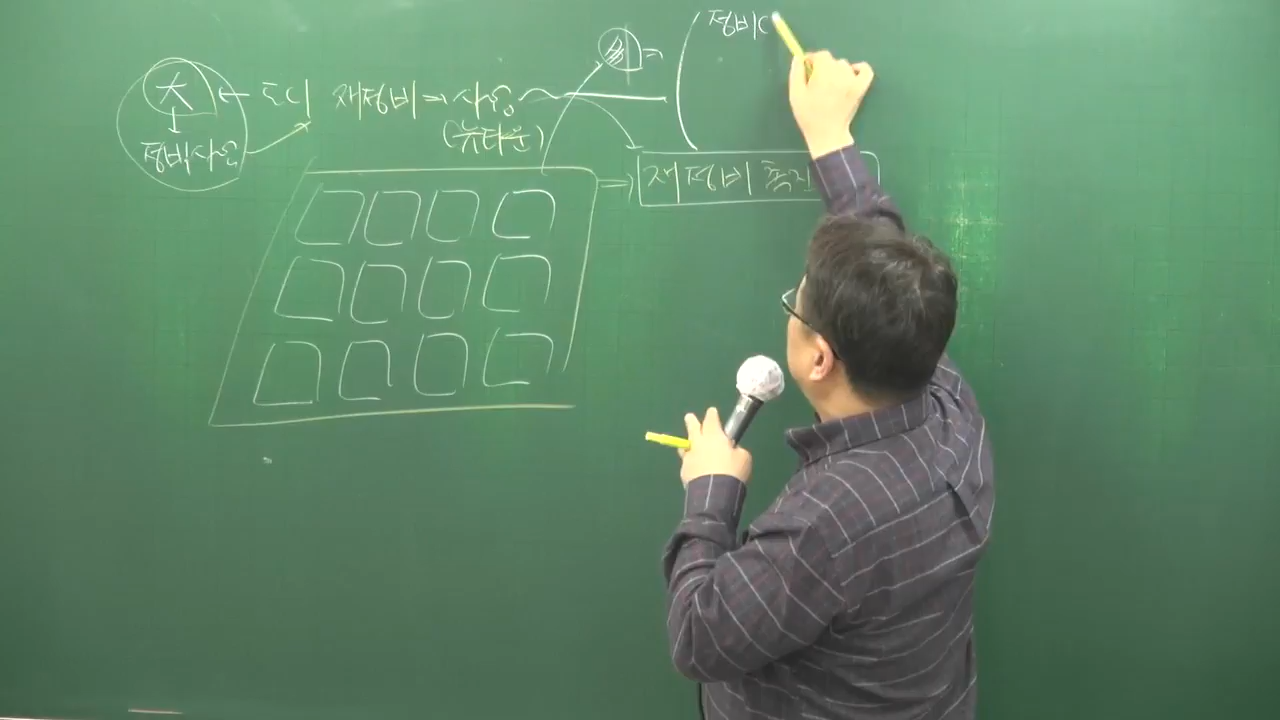 정비(
大 ← 도시 재정비 → 사업
정비사업
(뉴타운)
재정비 촉진